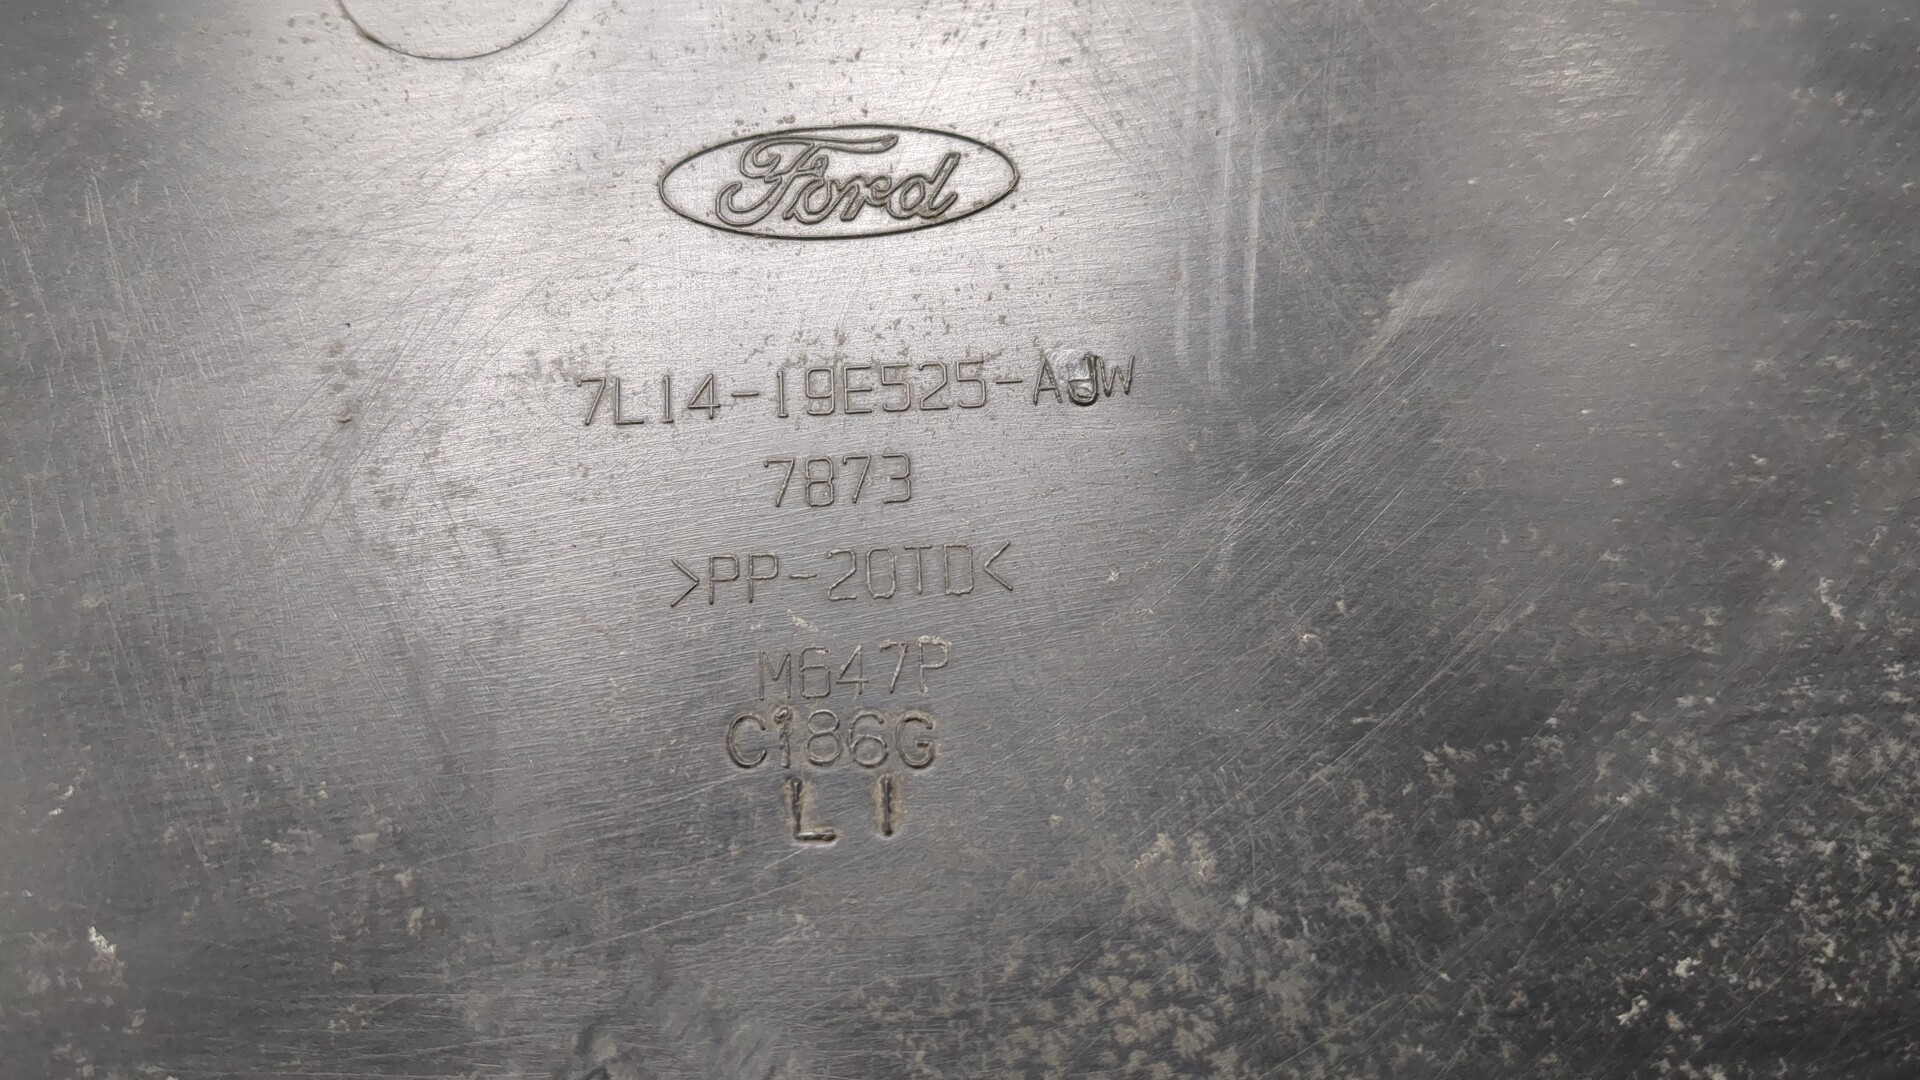 Ford
7L14-19E525-AJW
7873
>PP-20TD<
M647P
C186G
L I